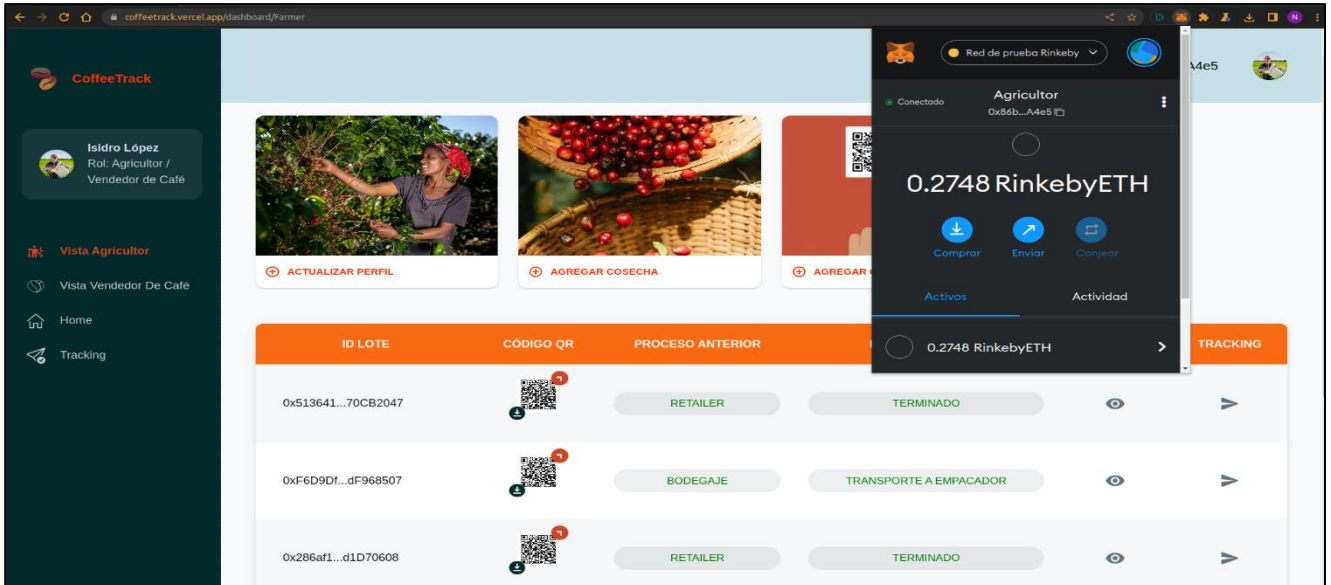 coffeetrack.vercel.app/dashboard/Farmer
N
CoffeeTrack
Isidro López
Rol: Agricultor /
Vendedor de Café
Vista Agricultor
Vista Vendedor De Café
Home
Tracking
A4e5
Red de prueba Rinkeby
Conectado
Agricultor
0x86b...A4e5
0.2748 RinkebyETH
Comprar
Enviar
Canjear
Activos
Actividad
0.2748 RinkebyETH
ACTUALIZAR PERFIL
AGREGAR COSECHA
AGREGAR
ID LOTE
CÓDIGO QR
PROCESO ANTERIOR
TRACKING
0x513641...70CB2047
RETAILER
TERMINADO
0xF6D9Df...dF968507
BODEGAJE
TRANSPORTE A EMPACADOR
0x286af1...d1D70608
RETAILER
TERMINADO